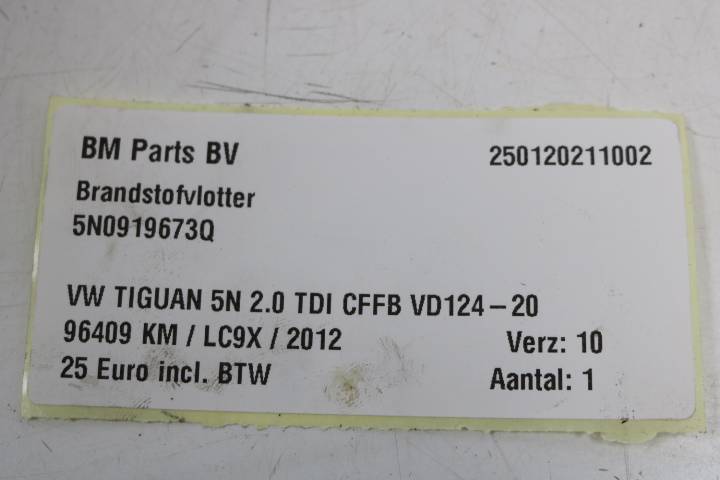 BM Parts BV 250120211002
Brandstofvlotter
5N0919673Q
VW TIGUAN 5N 2.0 TDI CFFB VD124-20
96409 KM / LC9X / 2012 Verz: 10
25 Euro incl. BTW Aantal: 1